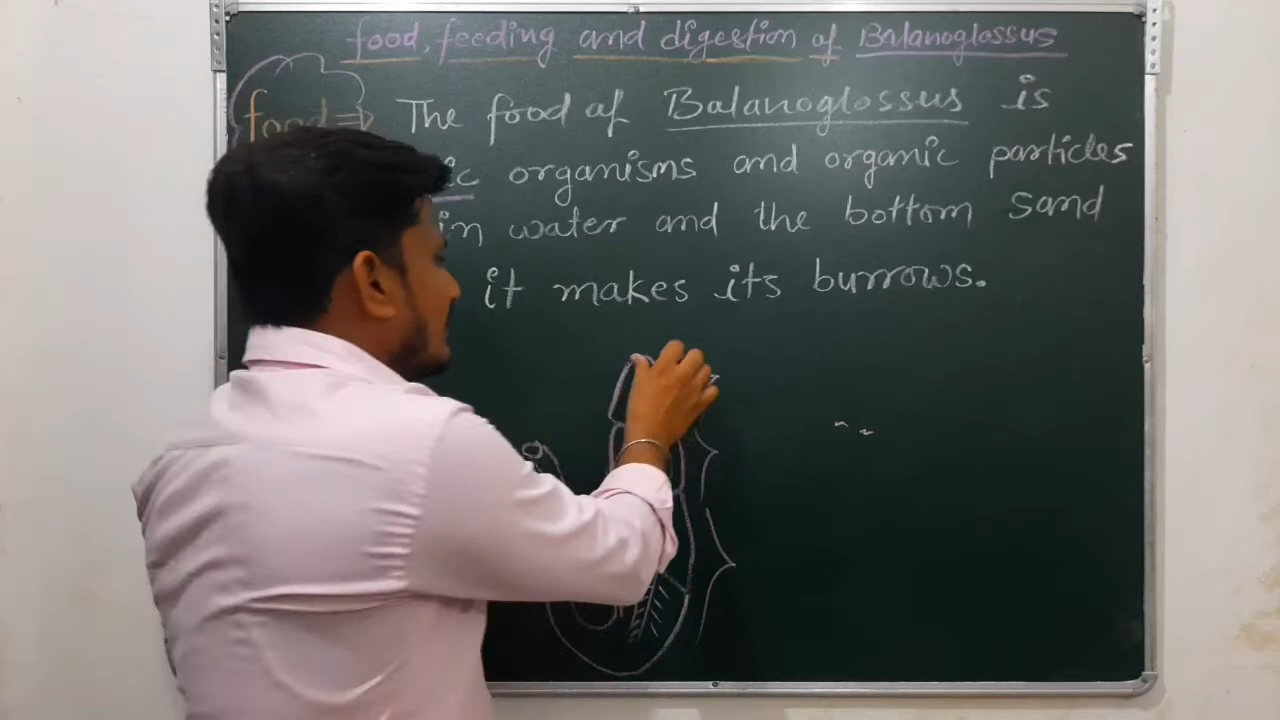 food, feeding and digestion of Balanoglossus
food ⇒ The food of Balanoglossus is
organisms and organic particles
in water and the bottom sand
it makes its burrows.